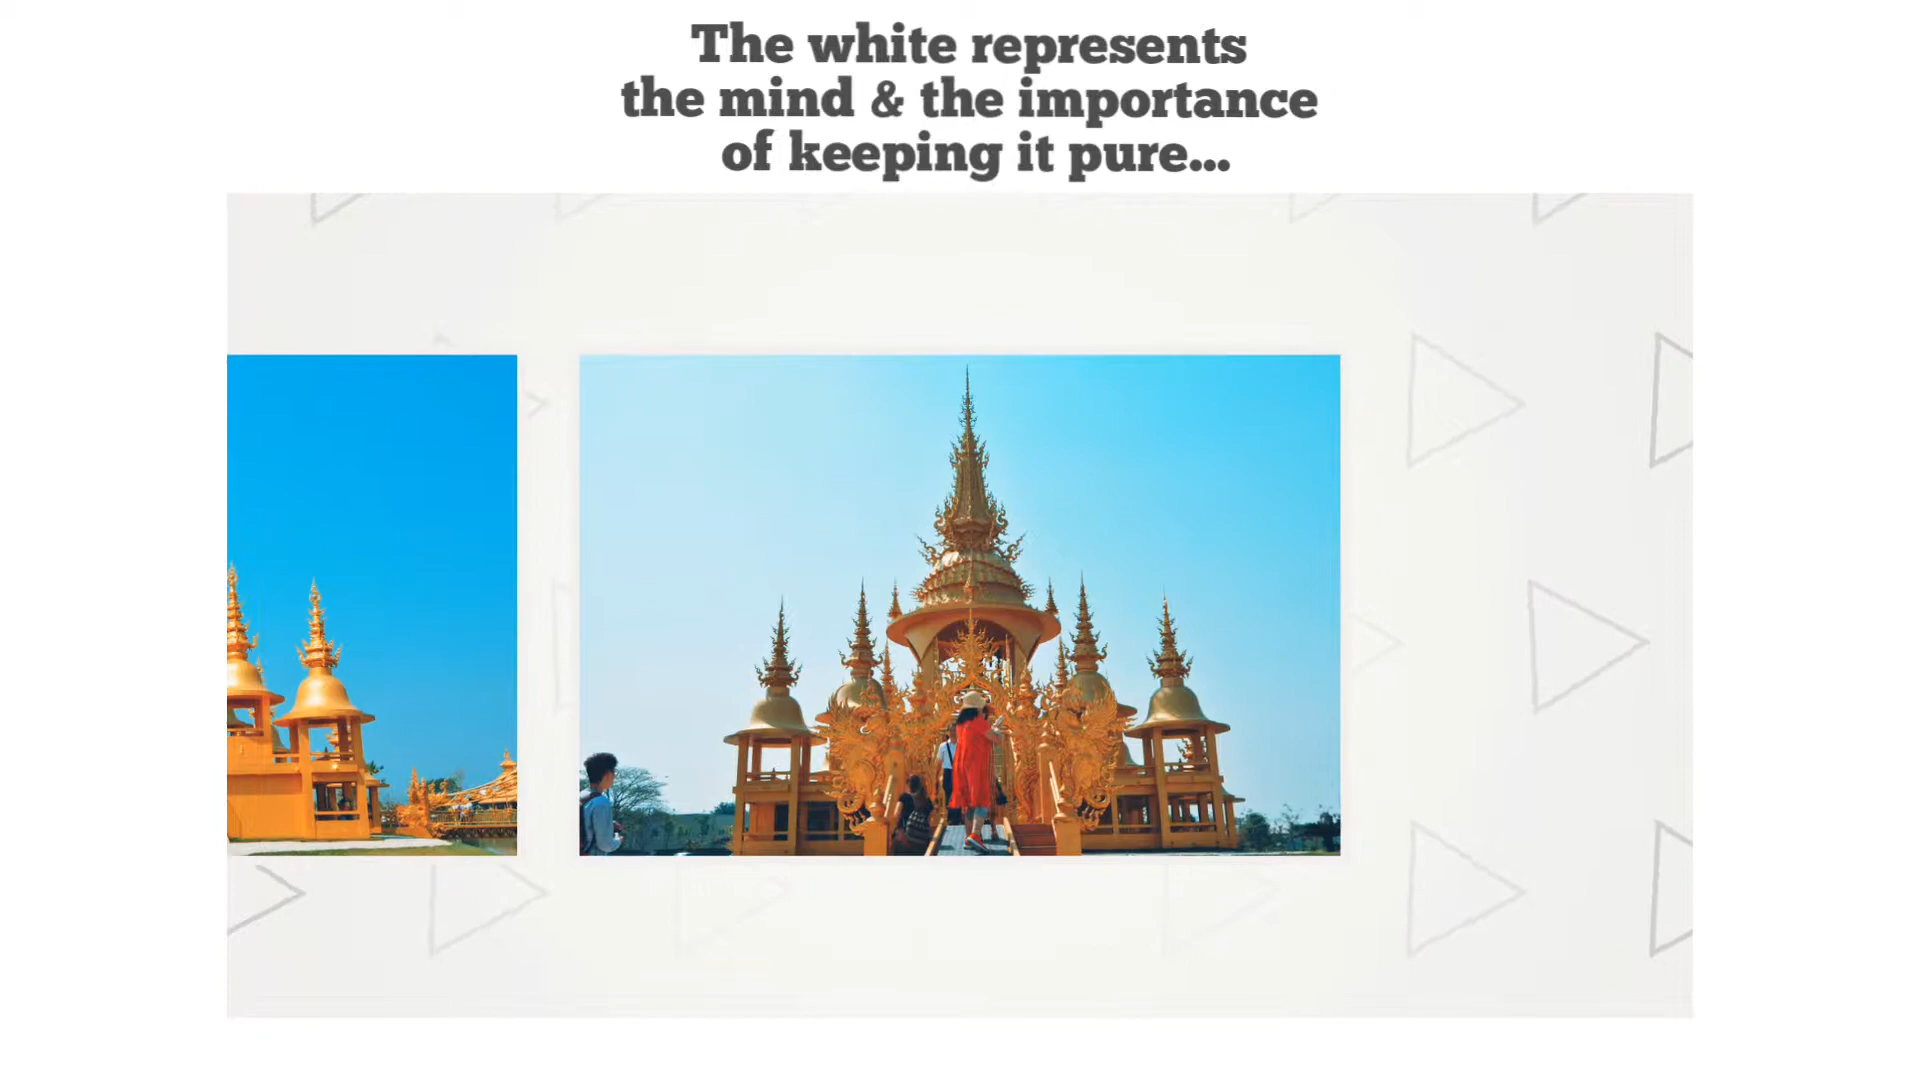 The white represents
the mind & the importance
of keeping it pure...